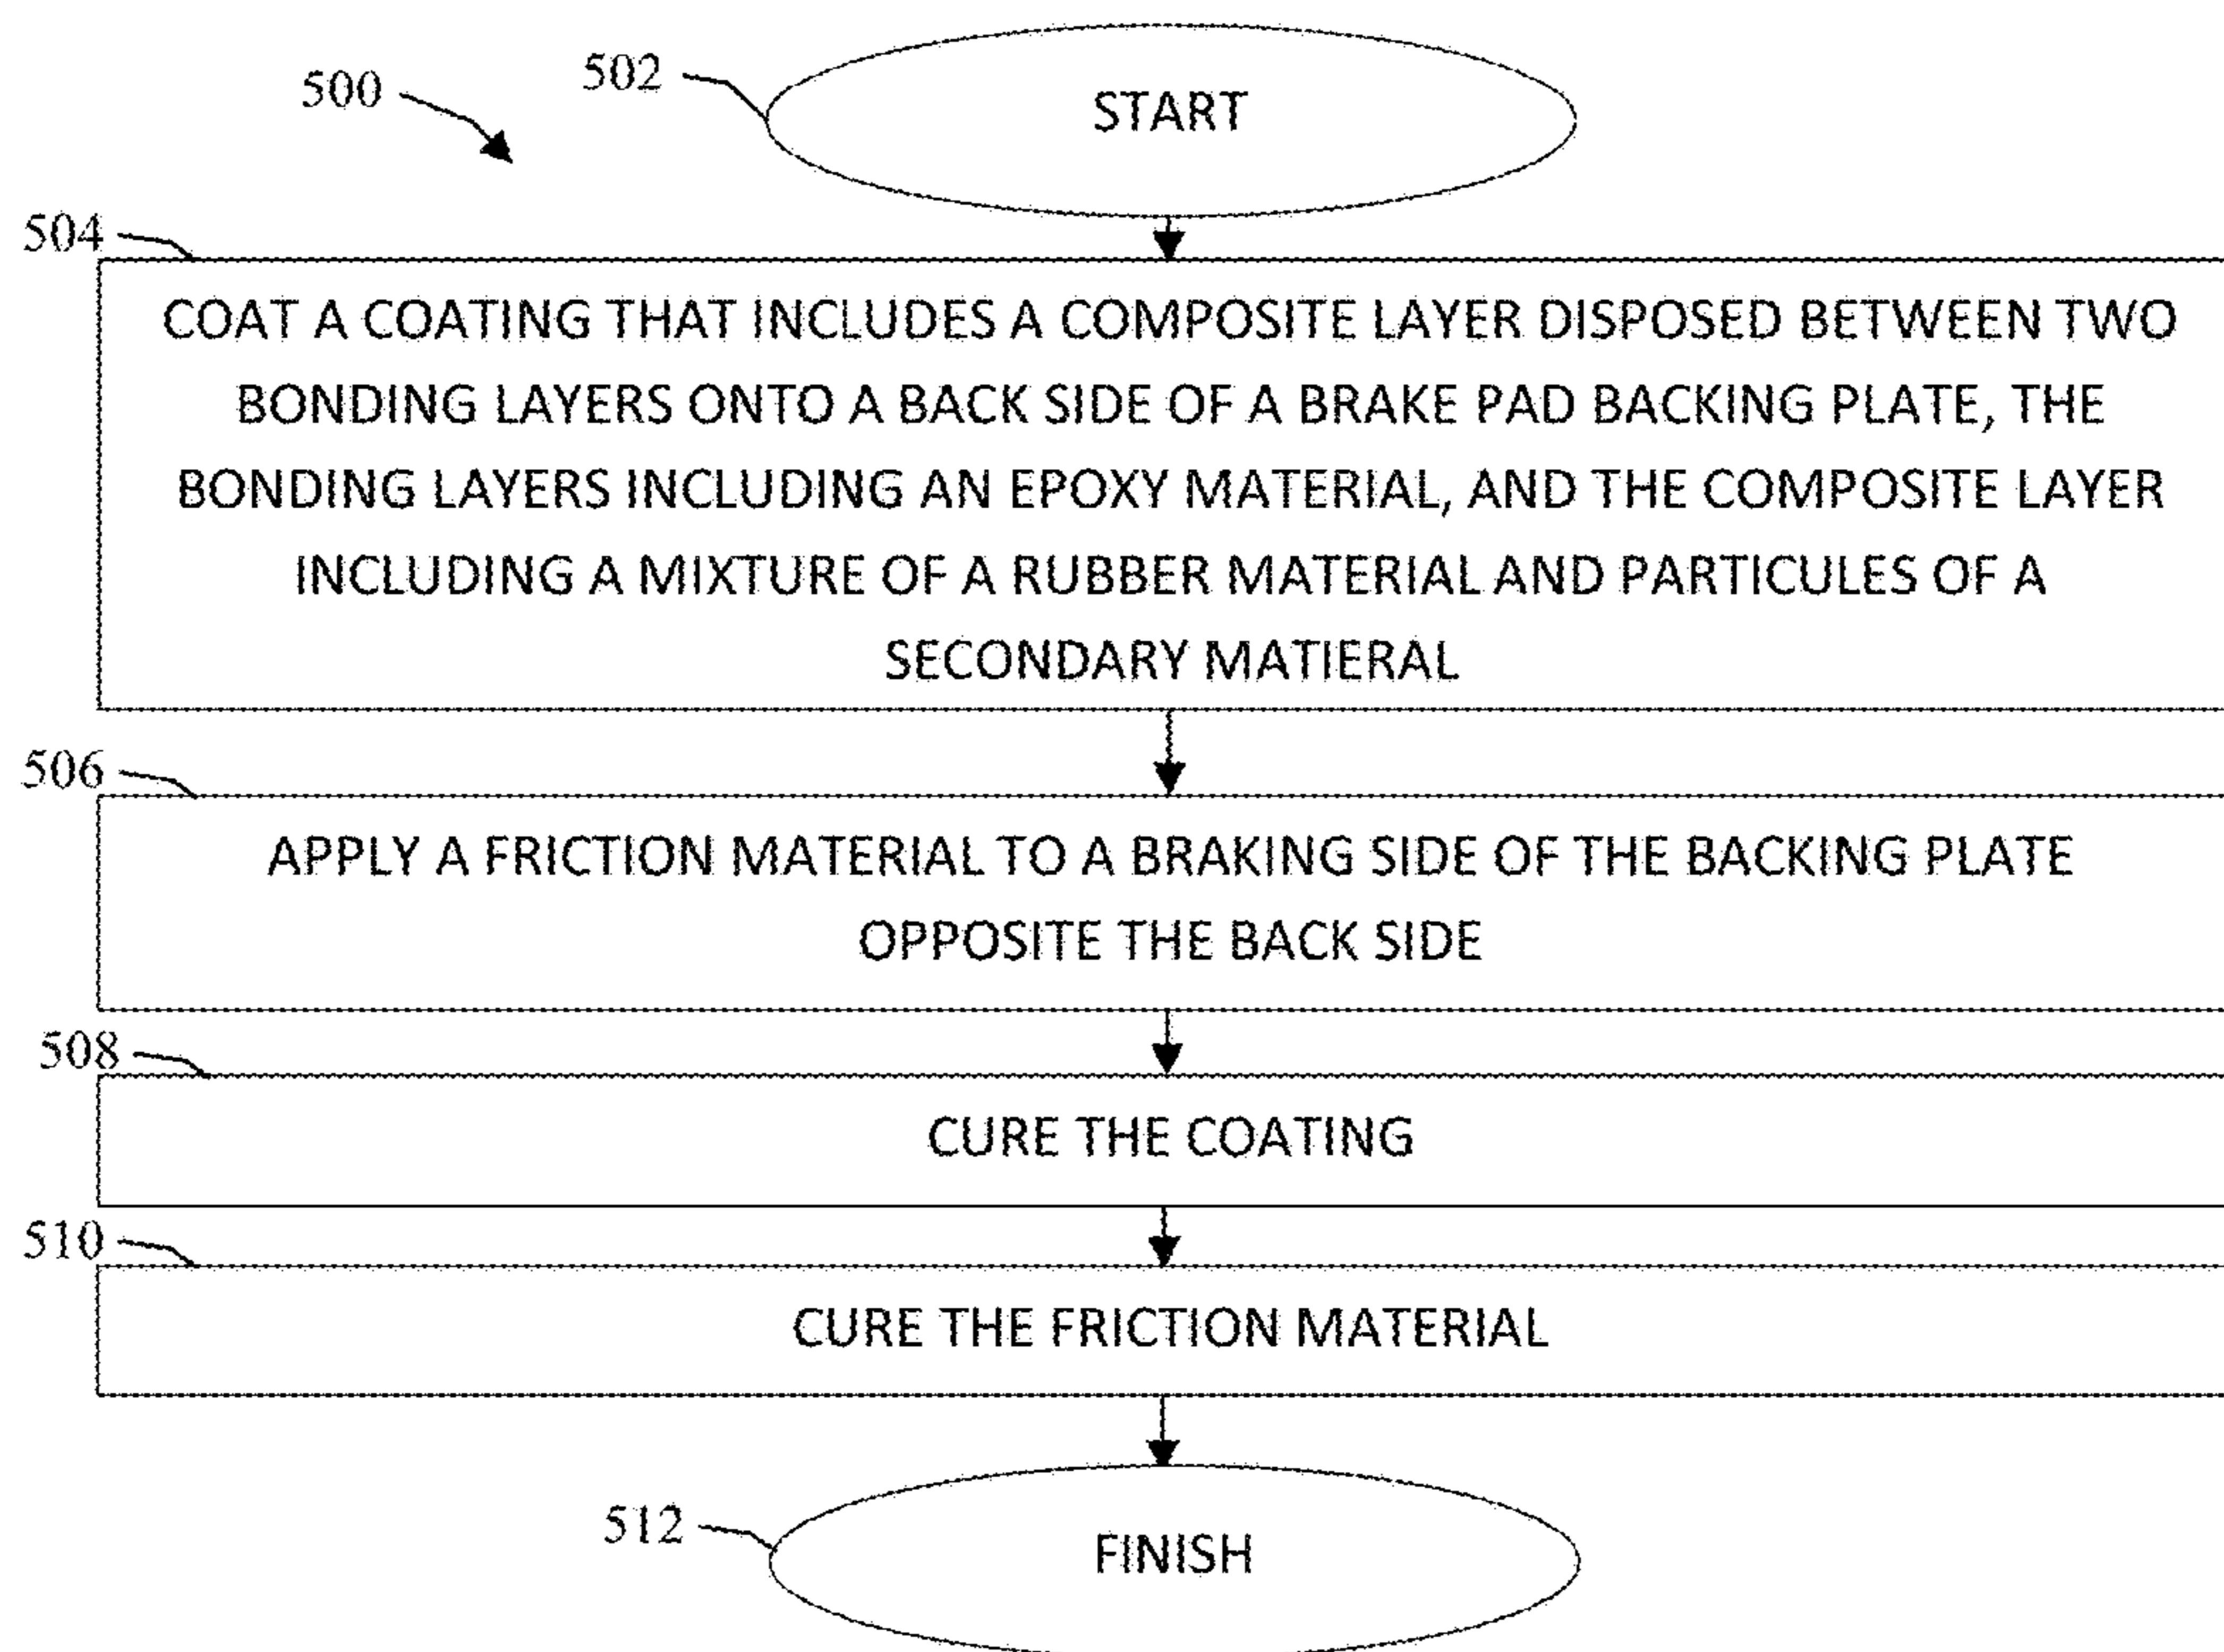 500
502
START
504
COAT A COATING THAT INCLUDES A COMPOSITE LAYER DISPOSED BETWEEN TWO
BONDING LAYERS ONTO A BACK SIDE OF A BRAKE PAD BACKING PLATE, THE
BONDING LAYERS INCLUDING AN EPOXY MATERIAL, AND THE COMPOSITE LAYER
INCLUDING A MIXTURE OF A RUBBER MATERIAL AND PARTICULES OF A
SECONDARY MATIERAL
506
APPLY A FRICTION MATERIAL TO A BRAKING SIDE OF THE BACKING PLATE
OPPOSITE THE BACK SIDE
508
CURE THE COATING
510
CURE THE FRICTION MATERIAL
512
FINISH